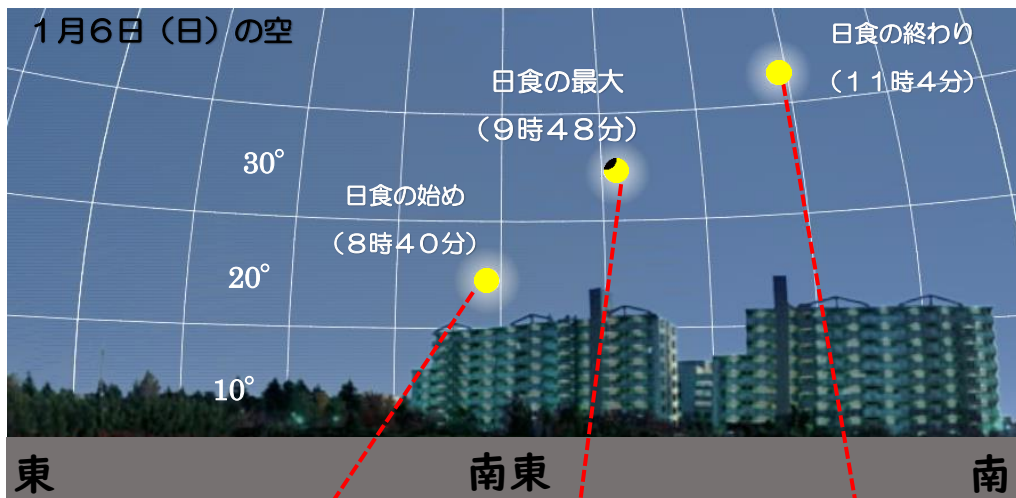 1月6日（日）の空
日食の終わり
（11時4分）
日食の最大
（9時48分）
30°
日食の始め
（8時40分）
20°
10°
東
南東
南